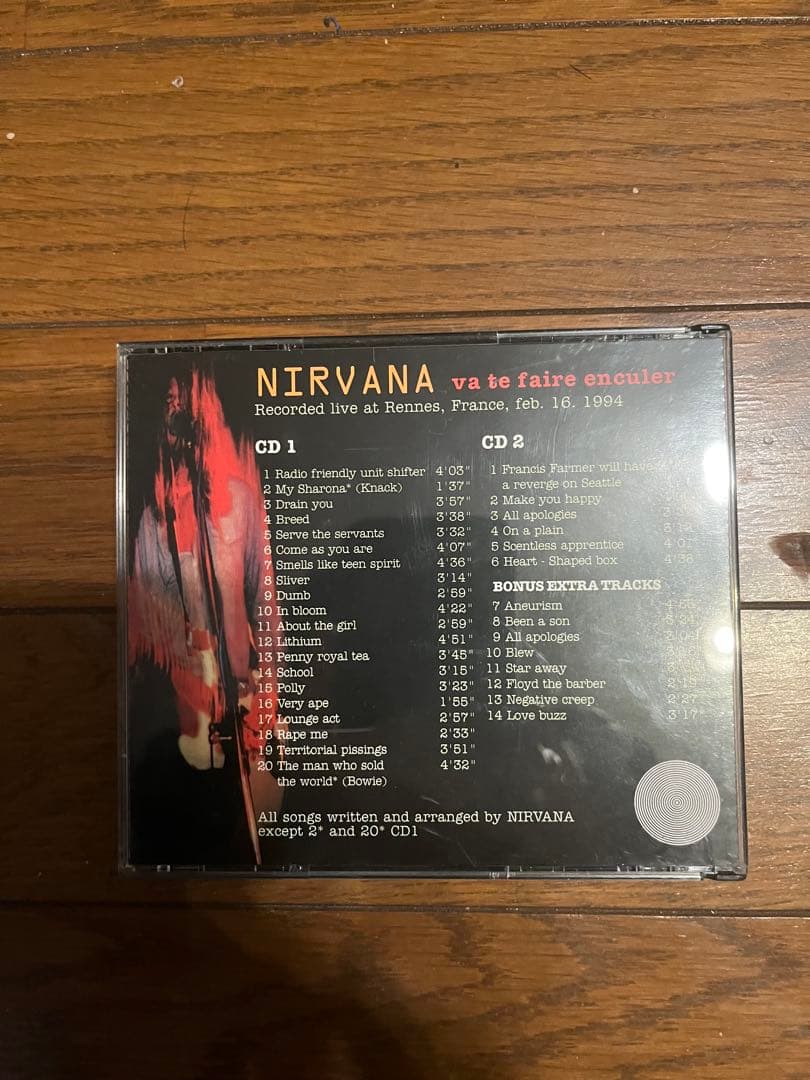 NIRVANA va te faire enculer
Recorded live at Rennes, France, feb. 16. 1994
CD 1
1 Radio friendly unit shifter 4'03"
2 My Sharona* (Knack) 1'37"
3 Drain you 3'57"
4 Breed 3'38"
5 Serve the servants 3'32"
6 Come as you are 4'07"
7 Smells like teen spirit 4'36"
8 Sliver 3'14"
9 Dumb 2'59"
10 In bloom 4'22"
11 About the girl 2'59"
12 Lithium 4'51"
13 Penny royal tea 3'45"
14 School 3'15"
15 Polly 3'23"
16 Very ape 1'55"
17 Lounge act 2'57"
18 Rape me 2'33"
19 Territorial pissings 3'51"
20 The man who sold 4'32"
the world* (Bowie)
CD 2
1 Francis Farmer will have
a reverge on Seattle
2 Make you happy
3 All apologies
4 On a plain
5 Scentless apprentice 4'01"
6 Heart - Shaped box 4'38"
BONUS EXTRA TRACKS
7 Aneurism
8 Been a son
9 All apologies
10 Blew
11 Star away
12 Floyd the barber
13 Negative creep 2'27"
14 Love buzz 3'17"
All songs written and arranged by NIRVANA
except 2* and 20* CD1